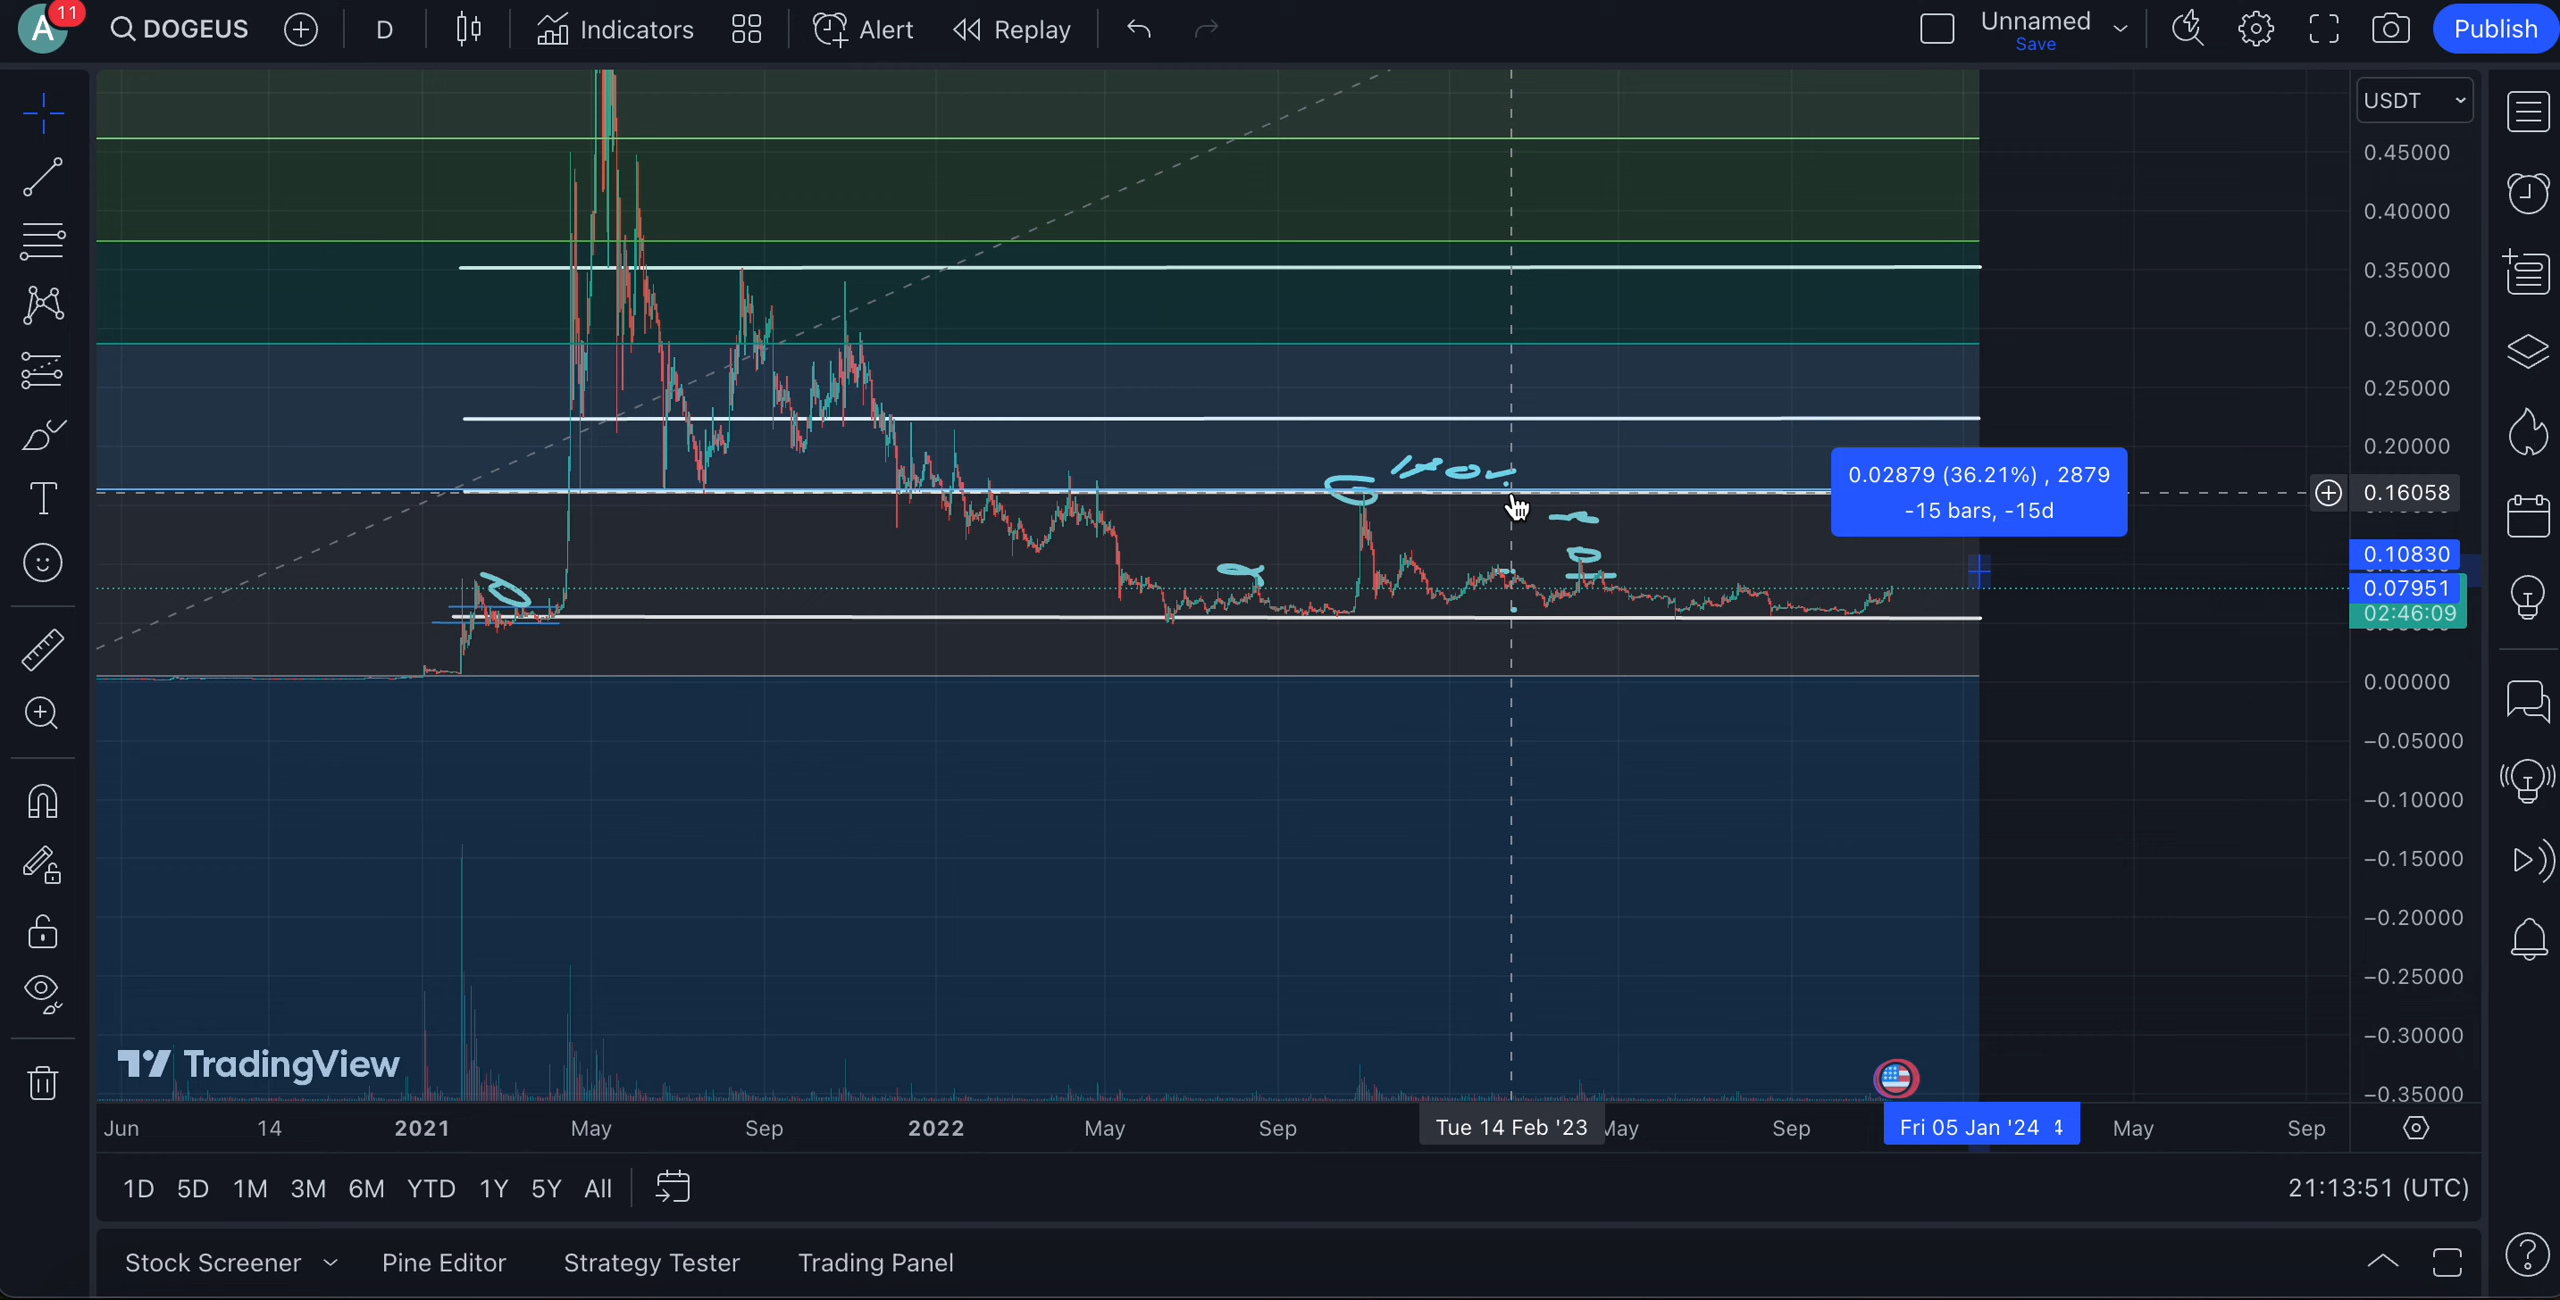 A 11 DOGEUS D Indicators Alert Replay Unnamed Save Publish
USDT
0.45000
0.40000
0.35000
0.30000
0.25000
0.20000
0.02879 (36.21%) , 2879
-15 bars, -15d
0.16058
0.10830
0.07951
02:46:09
0.00000
−0.05000
−0.10000
−0.15000
−0.20000
−0.25000
−0.30000
−0.35000
TradingView
Jun 14 2021 May Sep 2022 May Sep Tue 14 Feb '23 May Sep Fri 05 Jan '24 May Sep
1D 5D 1M 3M 6M YTD 1Y 5Y All 21:13:51 (UTC)
Stock Screener Pine Editor Strategy Tester Trading Panel